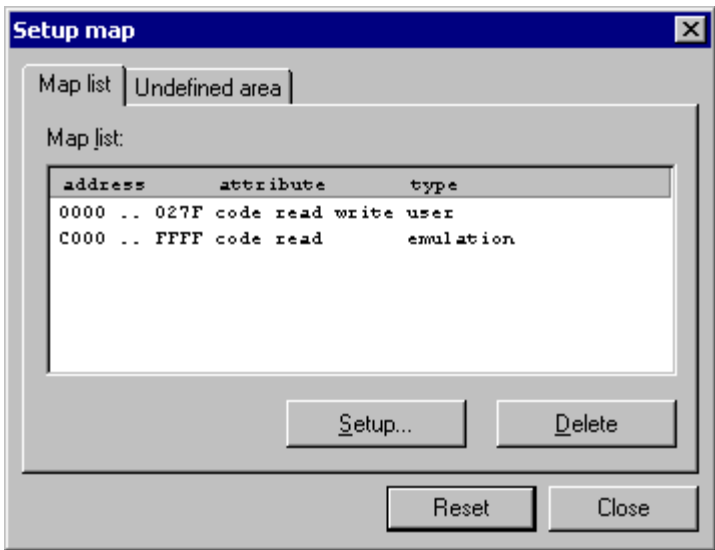 Setup map
Map list Undefined area
Map list:
address attribute type
0000 .. 027F code read write user
C000 .. FFFF code read emulation
Setup... Delete
Reset Close